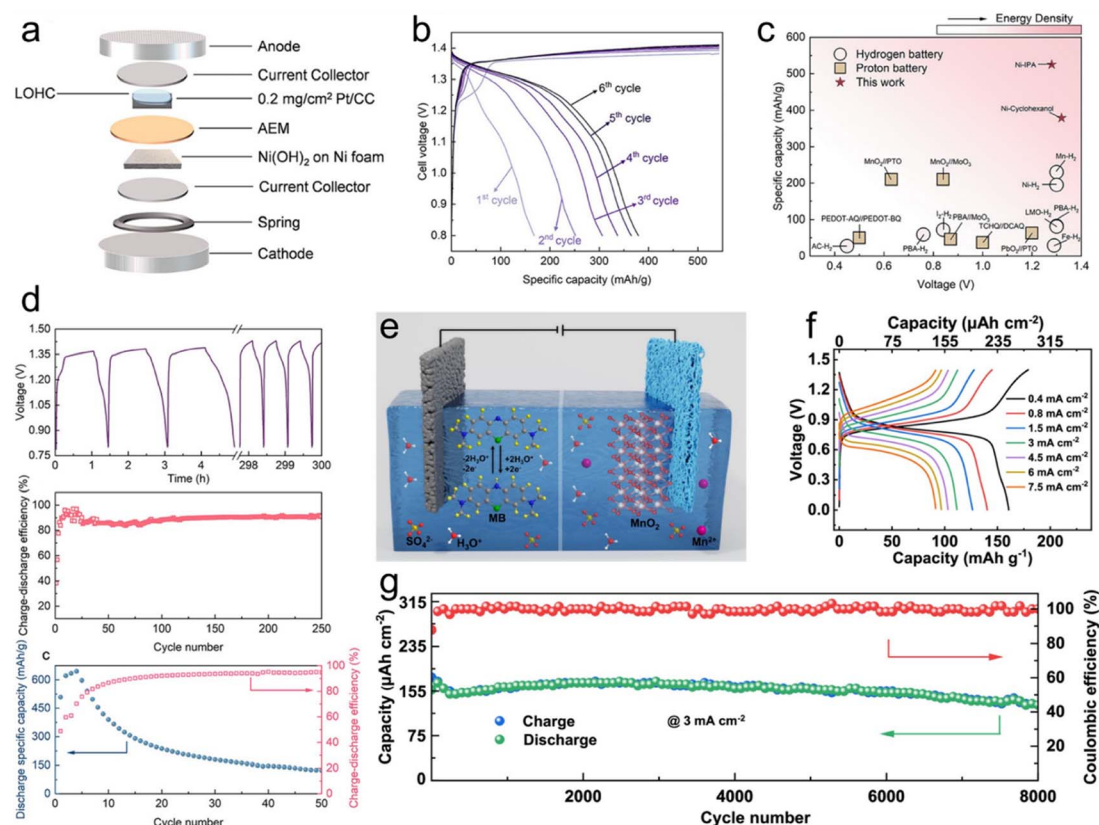 a
Anode
Current Collector
LOHC
0.2 mg/cm² Pt/CC
AEM
Ni(OH)₂ on Ni foam
Current Collector
Spring
Cathode
b
1.4
1.3
1.2
1.1
1.0
0.9
0.8
Cell voltage (V)
6th cycle
5th cycle
4th cycle
3rd cycle
2nd cycle
1st cycle
0 100 200 300 400 500
Specific capacity (mAh/g)
c
Energy Density
600
500
400
300
200
100
0
Specific capacity (mAh/g)
Hydrogen battery
Proton battery
This work
Ni-IPA
Ni-Cyclohexanol
MnO₂//PTO
MnO₂//MoO₃
Mn-H₂
Ni-H₂
PEDOT-AQ//PEDOT-BQ
I₂-H₂
PBA//MoO₃
LMO-H₂
PBA-H₂
TCHQ//DCAQ
AC-H₂
PBA-H₂
PbO₂//PTO
Fe-H₂
0.4 0.6 0.8 1.0 1.2 1.4
Voltage (V)
d
1.50
1.35
1.20
1.05
0.90
0.75
Voltage (V)
0 1 2 3 4 298 299 300
Time (h)
100
80
60
40
20
Charge-discharge efficiency (%)
0 25 50 75 100 125 150 175 200 225 250
Cycle number
c
600
450
300
150
0
Discharge specific capacity (mAh/g)
100
80
60
40
20
0
Charge-discharge efficiency (%)
0 10 20 30 40 50
Cycle number
e
-2H₃O⁺
-2e⁻
+2H₃O⁺
+2e⁻
MB
MnO₂
SO₄²⁻
H₃O⁺
Mn²⁺
f
Capacity (μAh cm⁻²)
0 75 155 235 315
1.6
1.2
0.8
0.4
0.0
Voltage (V)
0.4 mA cm⁻²
0.8 mA cm⁻²
1.5 mA cm⁻²
3 mA cm⁻²
4.5 mA cm⁻²
6 mA cm⁻²
7.5 mA cm⁻²
0 50 100 150 200
Capacity (mAh g⁻¹)
g
315
235
155
75
0
Capacity (μAh cm⁻²)
100
80
60
40
20
Coulombic efficiency (%)
Charge
Discharge
@ 3 mA cm⁻²
2000 4000 6000 8000
Cycle number